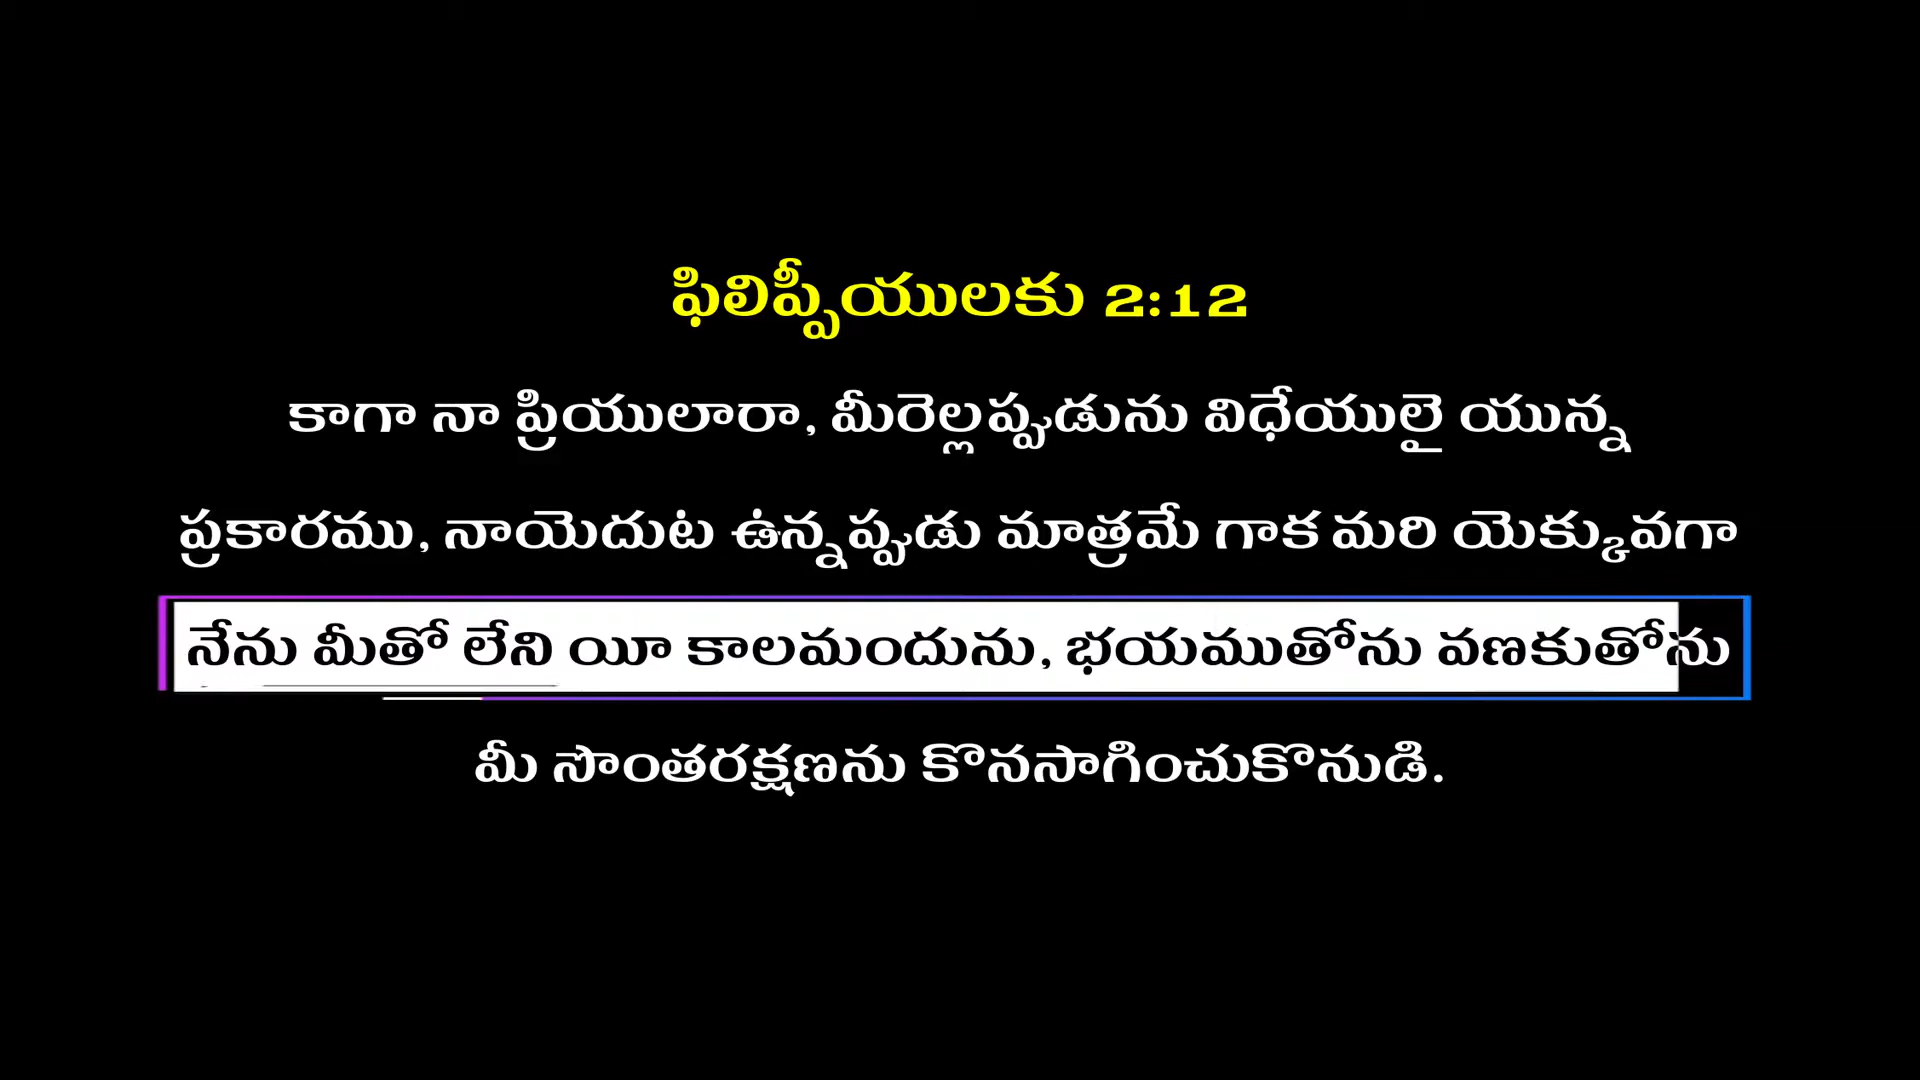 ఫిలిప్పీయులకు 2:12
కాగా నా ప్రియులారా, మీరెల్లప్పుడును విధేయులై యున్న
ప్రకారము, నాయెదుట ఉన్నప్పుడు మాత్రమే గాక మరి యెక్కువగా
నేను మీతో లేని యీ కాలమందును, భయముతోను వణకుతోను
మీ సొంతరక్షణను కొనసాగించుకొనుడి.